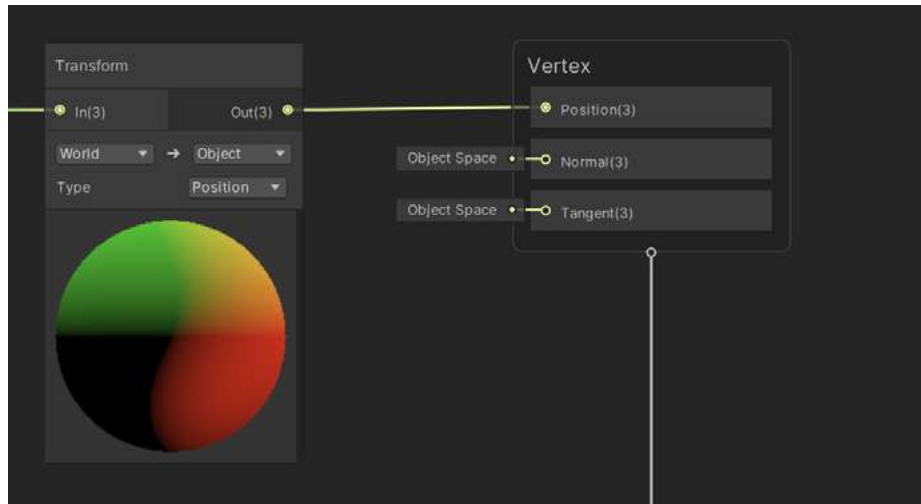 Transform
In(3)
Out(3)
World → Object
Type
Position
Vertex
Position(3)
Object Space
Normal(3)
Object Space
Tangent(3)